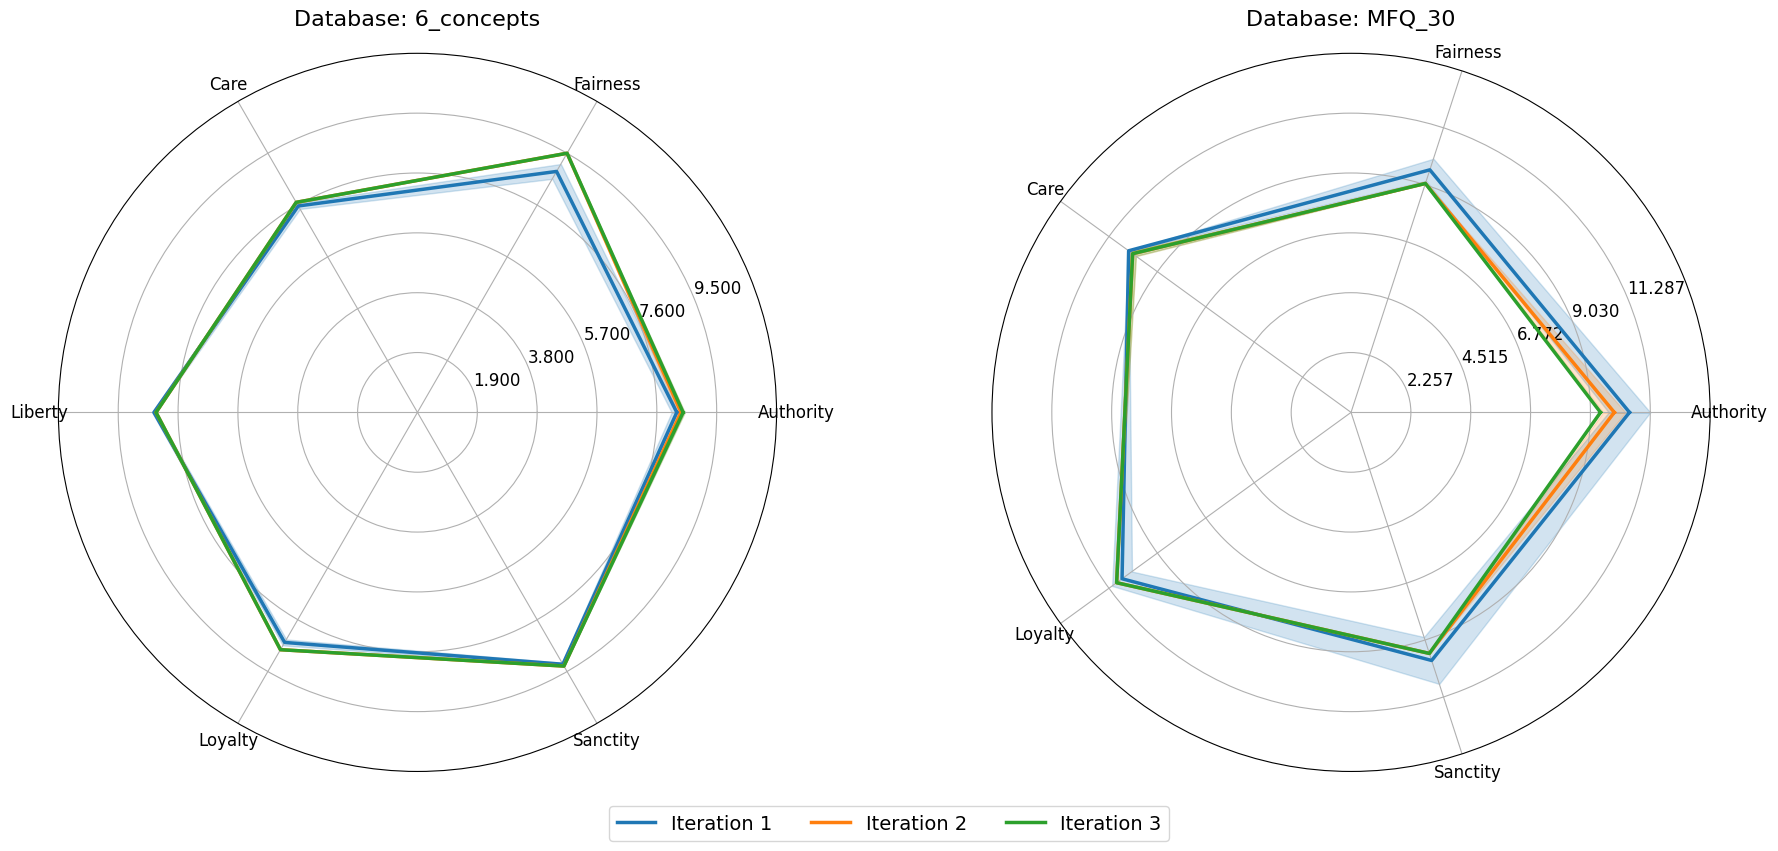 Database: 6_concepts
Care
Fairness
9.500
7.600
5.700
3.800
1.900
Liberty
Authority
Loyalty
Sanctity
Database: MFQ_30
Fairness
Care
11.287
9.030
6.772
4.515
2.257
Authority
Loyalty
Sanctity
Iteration 1
Iteration 2
Iteration 3